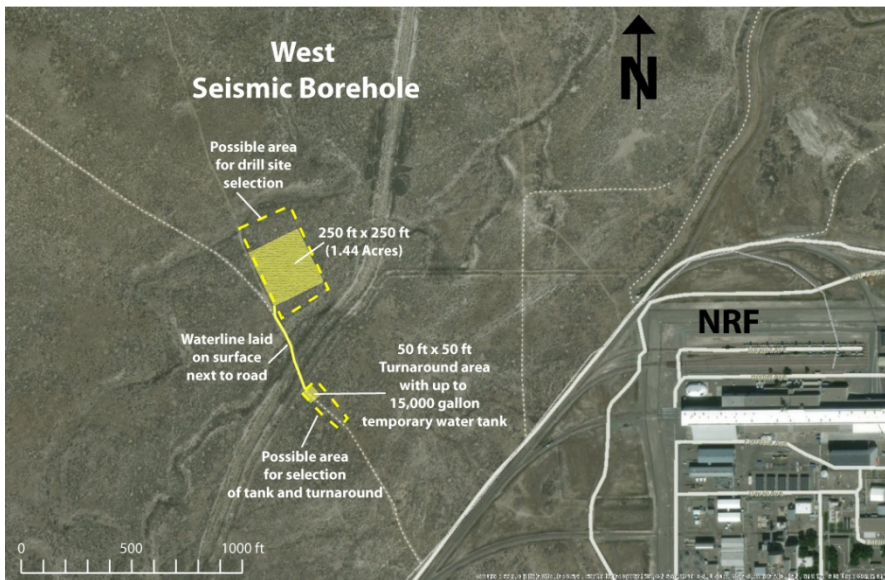 West
Seismic Borehole
N
Possible area
for drill site
selection
250 ft x 250 ft
(1.44 Acres)
Waterline laid
on surface
next to road
50 ft x 50 ft
Turnaround area
with up to
15,000 gallon
temporary water tank
Possible area
for selection
of tank and turnaround
NRF
0 500 1000 ft